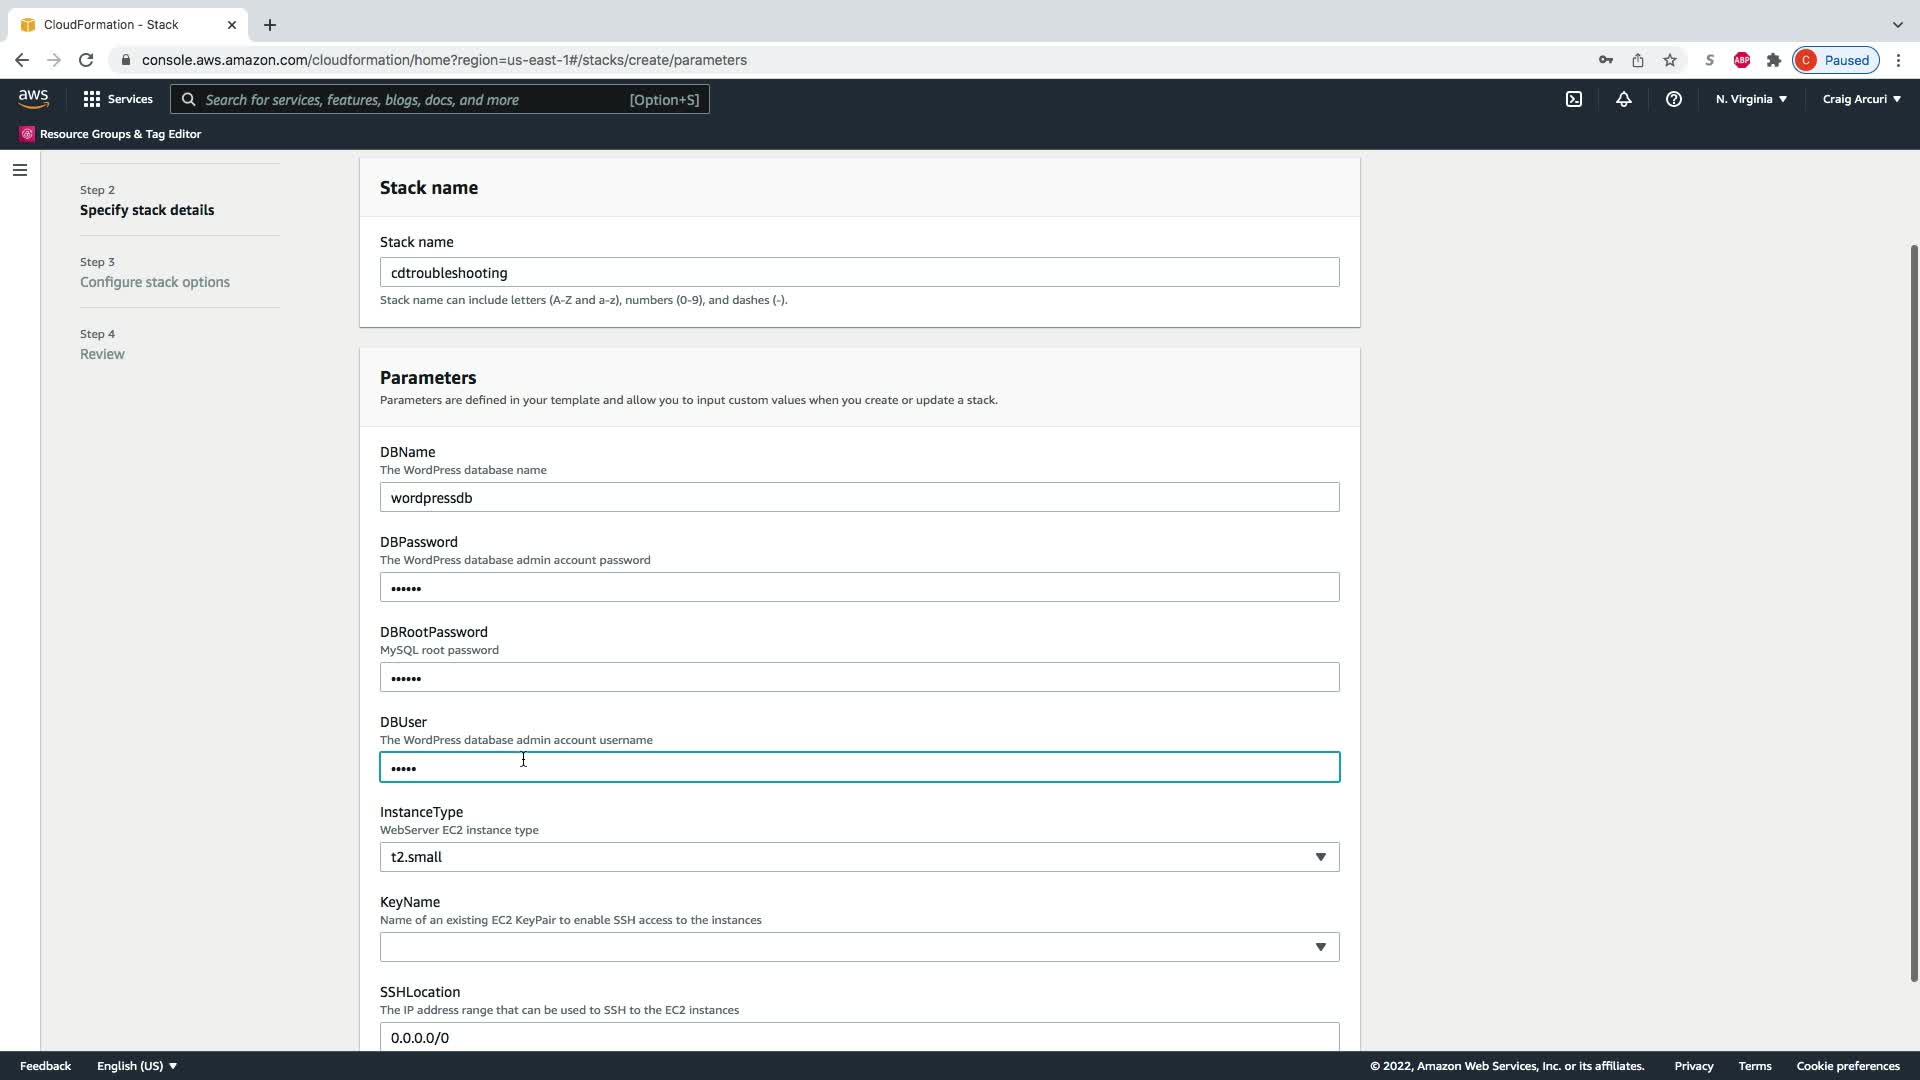 CloudFormation - Stack
console.aws.amazon.com/cloudformation/home?region=us-east-1#/stacks/create/parameters
S
ABP
C
Paused
aws
Services
Search for services, features, blogs, docs, and more
[Option+S]
N. Virginia
Craig Arcuri
Resource Groups & Tag Editor
Step 2
Specify stack details
Step 3
Configure stack options
Step 4
Review
Stack name
Stack name
cdtroubleshooting
Stack name can include letters (A-Z and a-z), numbers (0-9), and dashes (-).
Parameters
Parameters are defined in your template and allow you to input custom values when you create or update a stack.
DBName
The WordPress database name
wordpressdb
DBPassword
The WordPress database admin account password
••••••
DBRootPassword
MySQL root password
••••••
DBUser
The WordPress database admin account username
•••••
InstanceType
WebServer EC2 instance type
t2.small
KeyName
Name of an existing EC2 KeyPair to enable SSH access to the instances
SSHLocation
The IP address range that can be used to SSH to the EC2 instances
0.0.0.0/0
Feedback
English (US)
© 2022, Amazon Web Services, Inc. or its affiliates.
Privacy
Terms
Cookie preferences